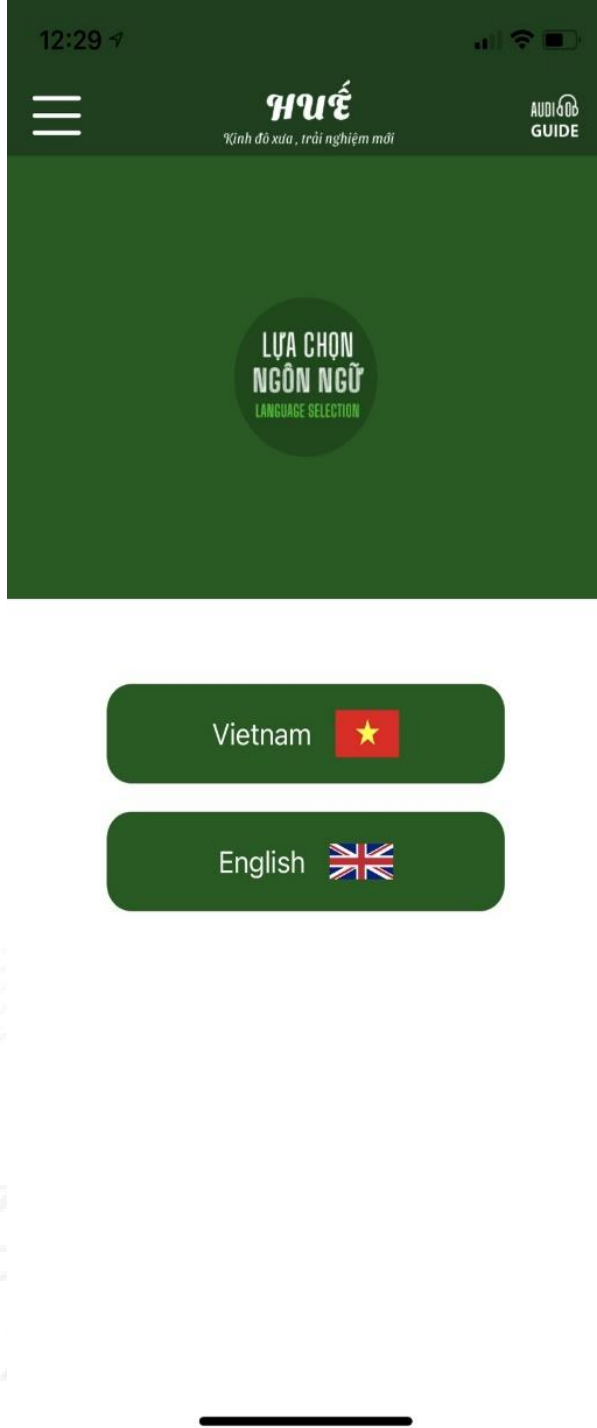 12:29
HUẾ
Kinh đô xưa , trải nghiệm mới
AUDIO
GUIDE
LỰA CHỌN
NGÔN NGỮ
LANGUAGE SELECTION
Vietnam
English